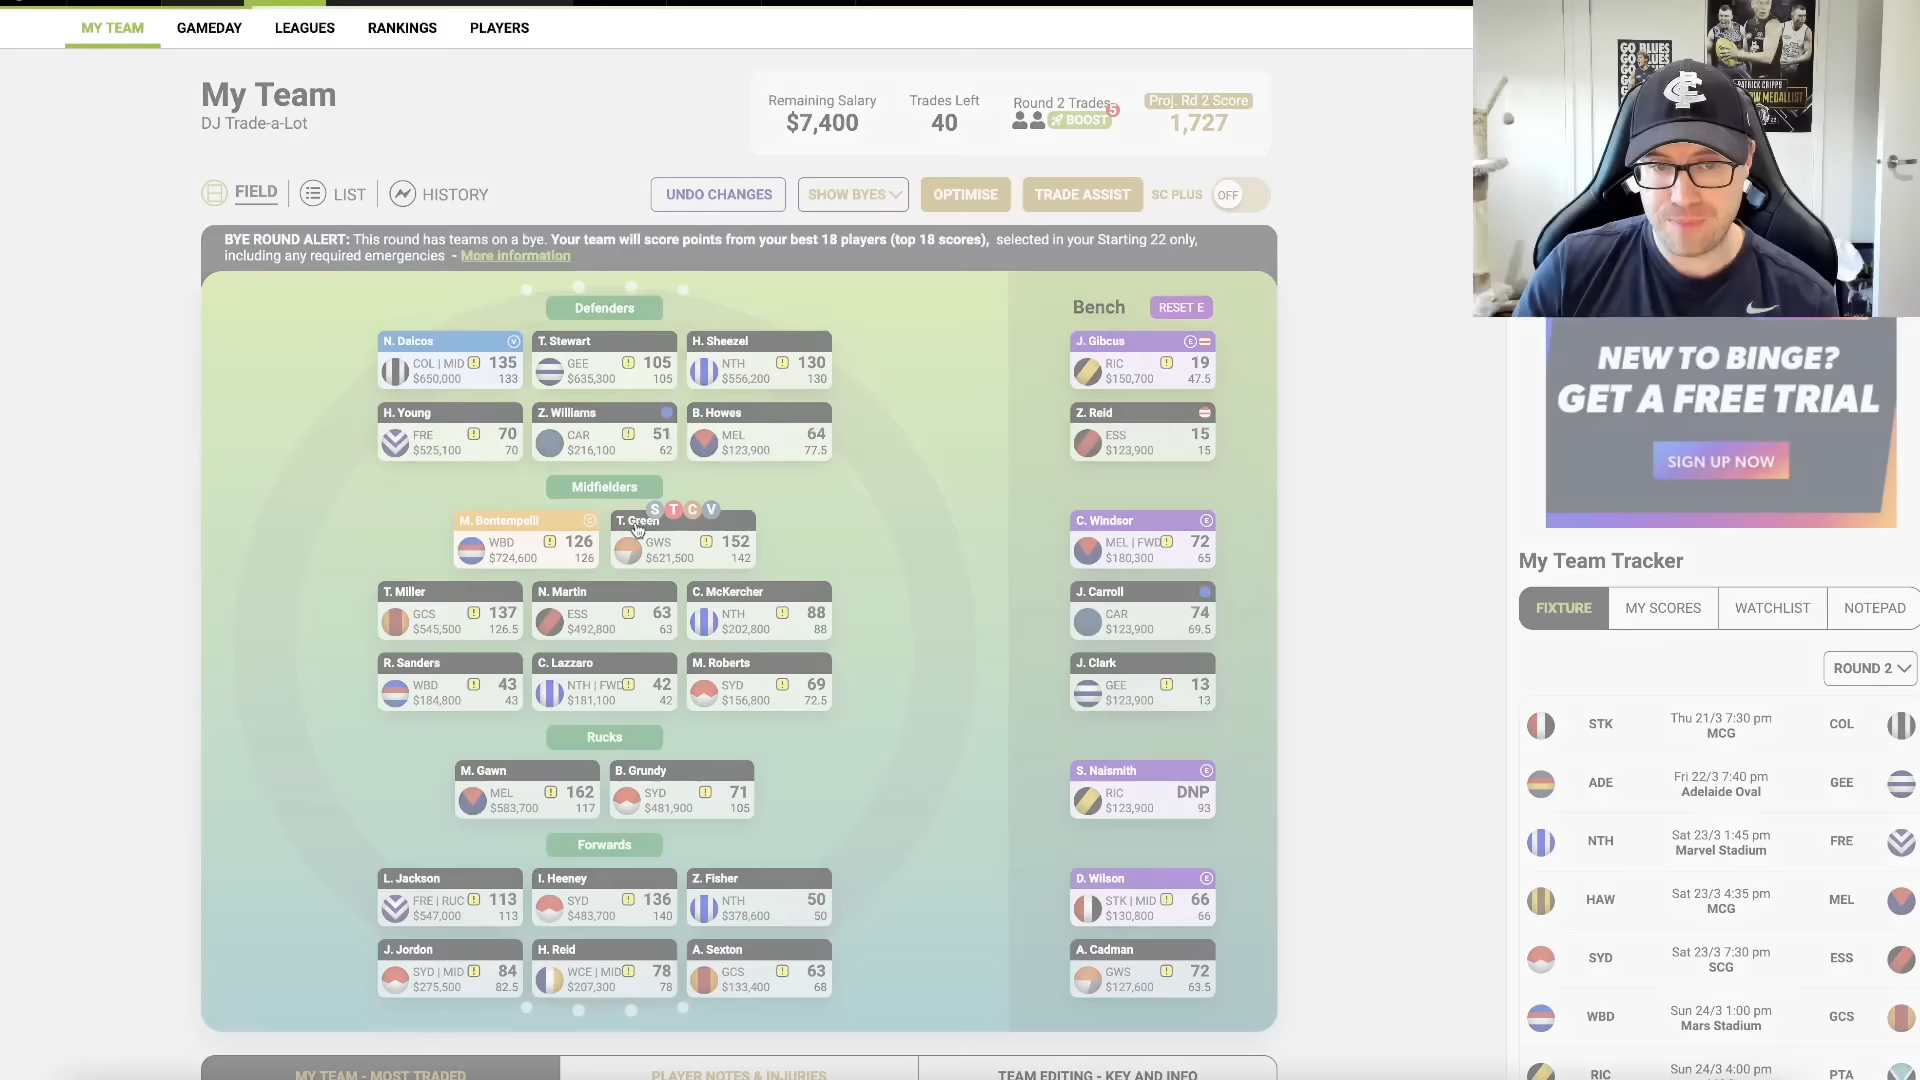 MY TEAM GAMEDAY LEAGUES RANKINGS PLAYERS
My Team
DJ Trade-a-Lot
Remaining Salary
$7,400
Trades Left
40
Round 2 Trades
5
BOOST
Proj. Rd 2 Score
1,727
FIELD LIST HISTORY
UNDO CHANGES SHOW BYES OPTIMISE TRADE ASSIST SC PLUS OFF
BYE ROUND ALERT: This round has teams on a bye. Your team will score points from your best 18 players (top 18 scores), selected in your Starting 22 only,
including any required emergencies - More information
Defenders
Bench RESET E
N. Daicos V
COL | MID ! 135
$650,000 133
T. Stewart
GEE ! 105
$635,300 105
H. Sheezel
NTH ! 130
$556,200 130
J. Gibcus E
RIC ! 19
$150,700 47.5
H. Young
FRE ! 70
$525,100 70
Z. Williams
CAR ! 51
$216,100 62
B. Howes
MEL 64
$123,900 77.5
Z. Reid
ESS 15
$123,900 15
Midfielders
S T C V
M. Bontempelli C
WBD ! 126
$724,600 126
T. Green
GWS ! 152
$621,500 142
C. Windsor E
MEL | FWD ! 72
$180,300 65
T. Miller
GCS ! 137
$545,500 126.5
N. Martin
ESS ! 63
$492,800 63
C. McKercher
NTH ! 88
$202,800 88
J. Carroll
CAR 74
$123,900 69.5
R. Sanders
WBD ! 43
$184,800 43
C. Lazzaro
NTH | FWD ! 42
$181,100 42
M. Roberts
SYD ! 69
$156,800 72.5
J. Clark
GEE ! 13
$123,900 13
Rucks
M. Gawn
MEL ! 162
$583,700 117
B. Grundy
SYD ! 71
$481,900 105
S. Naismith E
RIC DNP
$123,900 93
Forwards
L. Jackson
FRE | RUC ! 113
$547,000 113
I. Heeney
SYD ! 136
$483,700 140
Z. Fisher
NTH 50
$378,600 50
D. Wilson E
STK | MID ! 66
$130,800 66
J. Jordon
SYD | MID ! 84
$275,500 82.5
H. Reid
WCE | MID ! 78
$207,300 78
A. Sexton
GCS ! 63
$133,400 68
A. Cadman
GWS ! 72
$127,600 63.5
MY TEAM - MOST TRADED
PLAYER NOTES & INJURIES
TEAM EDITING - KEY AND INFO
GO BLUES
PATRICK CRIPPS
MEDALLIST
NEW TO BINGE?
GET A FREE TRIAL
SIGN UP NOW
My Team Tracker
FIXTURE MY SCORES WATCHLIST NOTEPAD
ROUND 2
STK Thu 21/3 7:30 pm COL
MCG
ADE Fri 22/3 7:40 pm GEE
Adelaide Oval
NTH Sat 23/3 1:45 pm FRE
Marvel Stadium
HAW Sat 23/3 4:35 pm MEL
MCG
SYD Sat 23/3 7:30 pm ESS
SCG
WBD Sun 24/3 1:00 pm GCS
Mars Stadium
RIC Sun 24/3 4:00 pm PTA